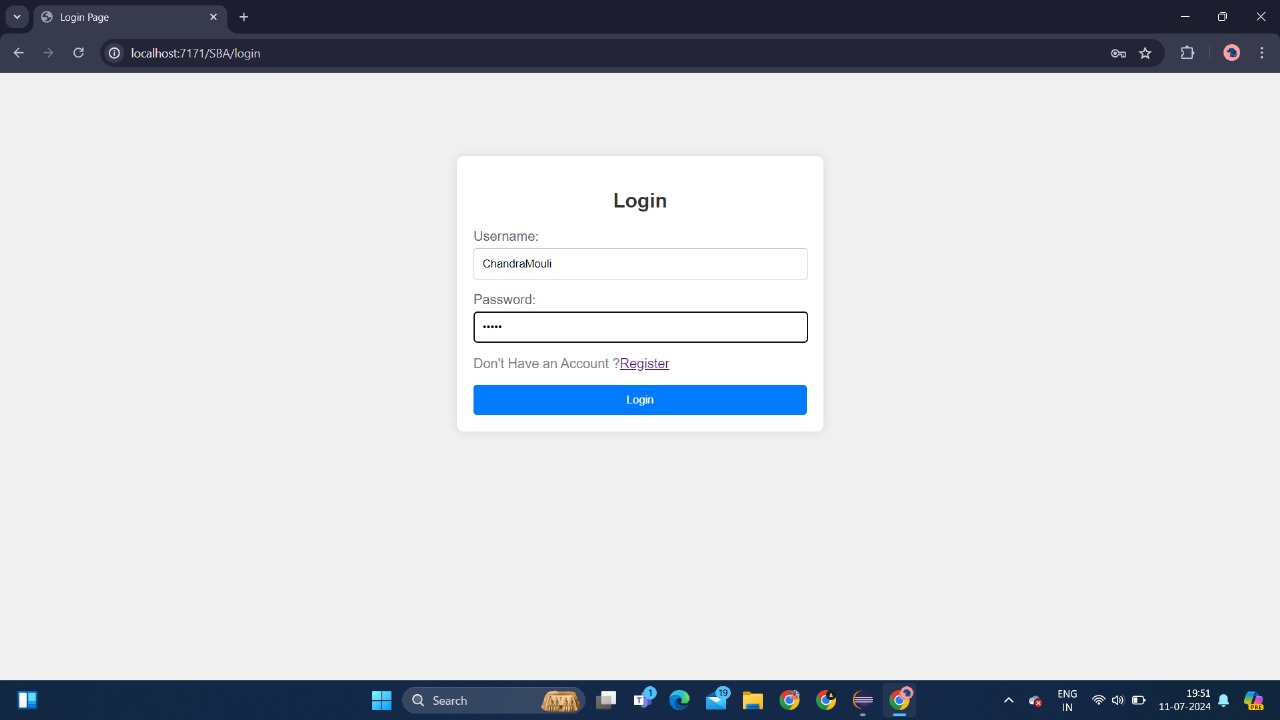 Login Page
localhost:7171/SBA/login
Login
Username:
ChandraMouli
Password:
•••••
Don't Have an Account ?Register
Login
Search
1
19
ENG
IN
19:51
11-07-2024
PRE